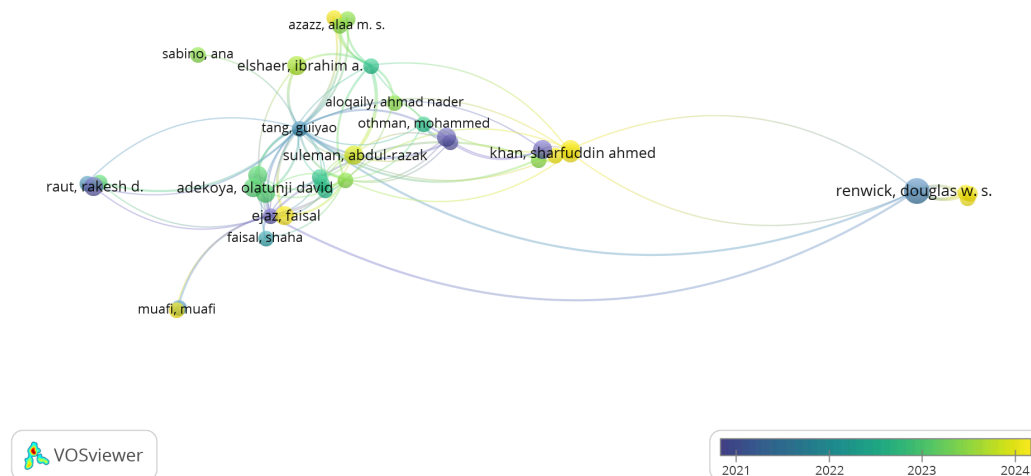 azazz, alaa m. s.
sabino, ana
elshaer, ibrahim a.
aloqaily, ahmad nader
tang, guiyao
othman, mohammed
suleman, abdul-razak
khan, sharfuddin ahmed
raut, rakesh d.
adekoya, olatunji david
renwick, douglas w. s.
ejaz, faisal
faisal, shaha
muafi, muafi
VOSviewer
2021 2022 2023 2024